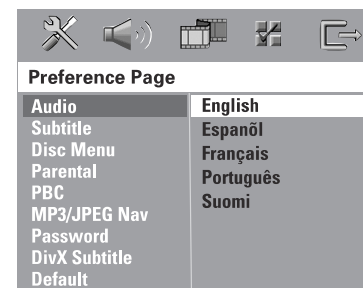 Preference Page
Audio
Subtitle
Disc Menu
Parental
PBC
MP3/JPEG Nav
Password
DivX Subtitle
Default
English
Espanõl
Français
Português
Suomi